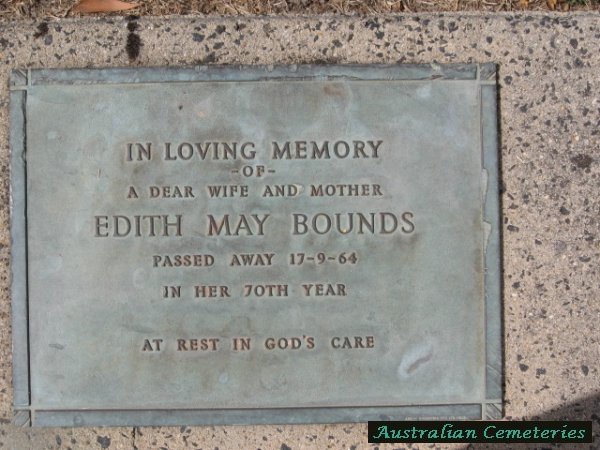 IN LOVING MEMORY
-OF-
A DEAR WIFE AND MOTHER
EDITH MAY BOUNDS
PASSED AWAY 17-9-64
IN HER 70TH YEAR
AT REST IN GOD'S CARE
Australian Cemeteries